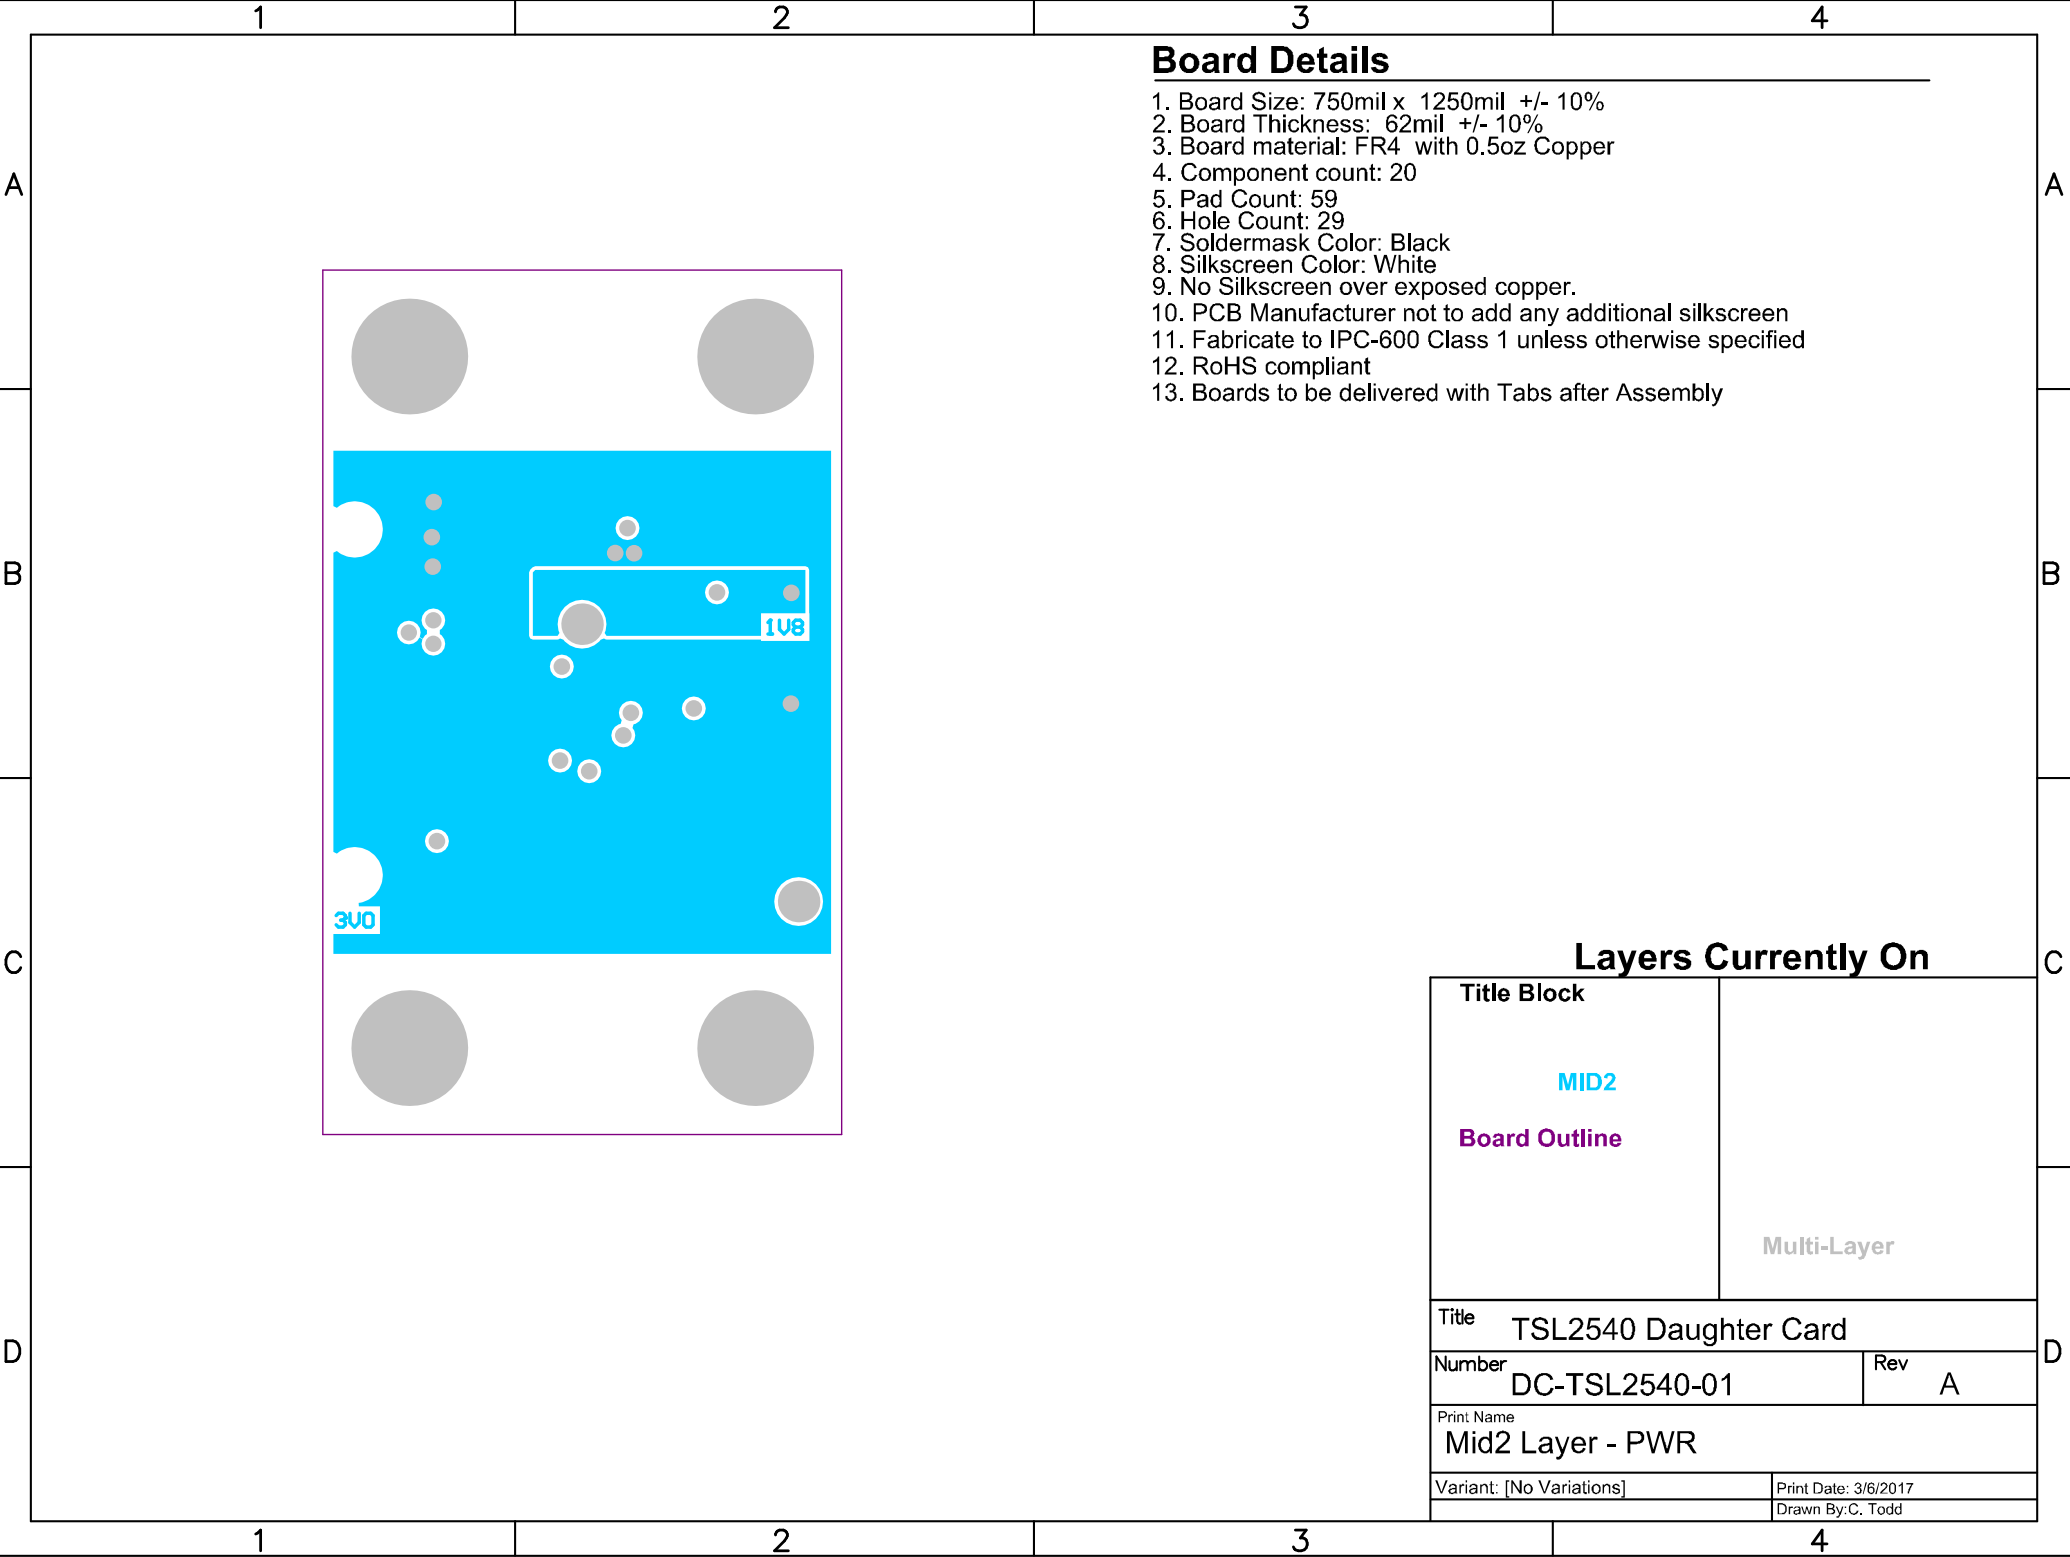 1 2 3 4
Board Details
1. Board Size: 750mil x 1250mil +/- 10%
2. Board Thickness: 62mil +/- 10%
3. Board material: FR4 with 0.5oz Copper
4. Component count: 20
5. Pad Count: 59
6. Hole Count: 29
7. Soldermask Color: Black
8. Silkscreen Color: White
9. No Silkscreen over exposed copper.
10. PCB Manufacturer not to add any additional silkscreen
11. Fabricate to IPC-600 Class 1 unless otherwise specified
12. RoHS compliant
13. Boards to be delivered with Tabs after Assembly
A A
B B
1V8
3V0
C C
Layers Currently On
Title Block
MID2
Board Outline
Multi-Layer
Title TSL2540 Daughter Card
D D
Number DC-TSL2540-01 Rev A
Print Name
Mid2 Layer - PWR
Variant: [No Variations] Print Date: 3/6/2017
Drawn By:C. Todd
1 2 3 4